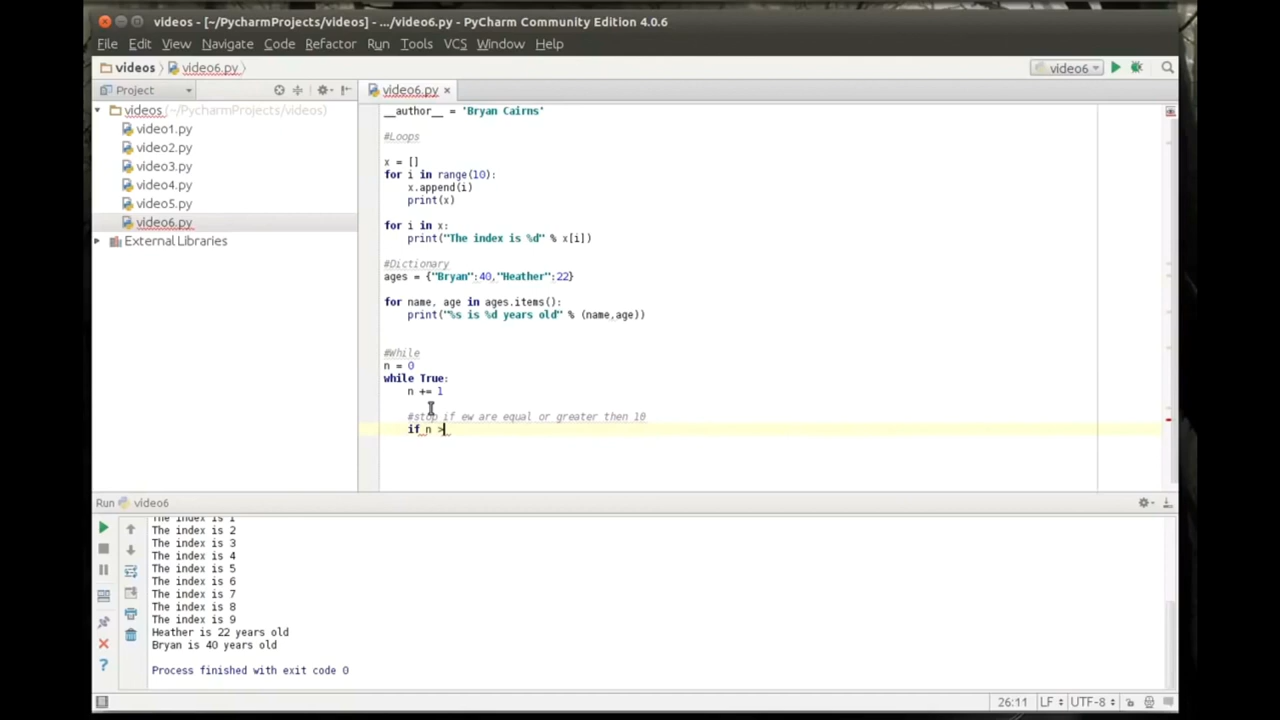 videos - [~/PycharmProjects/videos] - .../video6.py - PyCharm Community Edition 4.0.6
File Edit View Navigate Code Refactor Run Tools VCS Window Help
videos video6.py video6
Project video6.py
videos (~/PycharmProjects/videos)
video1.py
video2.py
video3.py
video4.py
video5.py
video6.py
External Libraries
__author__ = 'Bryan Cairns'
#Loops
x = []
for i in range(10):
x.append(i)
print(x)
for i in x:
print("The index is %d" % x[i])
#Dictionary
ages = {"Bryan":40,"Heather":22}
for name, age in ages.items():
print("%s is %d years old" % (name,age))
#While
n = 0
while True:
n += 1
#stop if ew are equal or greater then 10
if n >
Run video6
The index is 1
The index is 2
The index is 3
The index is 4
The index is 5
The index is 6
The index is 7
The index is 8
The index is 9
Heather is 22 years old
Bryan is 40 years old
Process finished with exit code 0
26:11 LF UTF-8